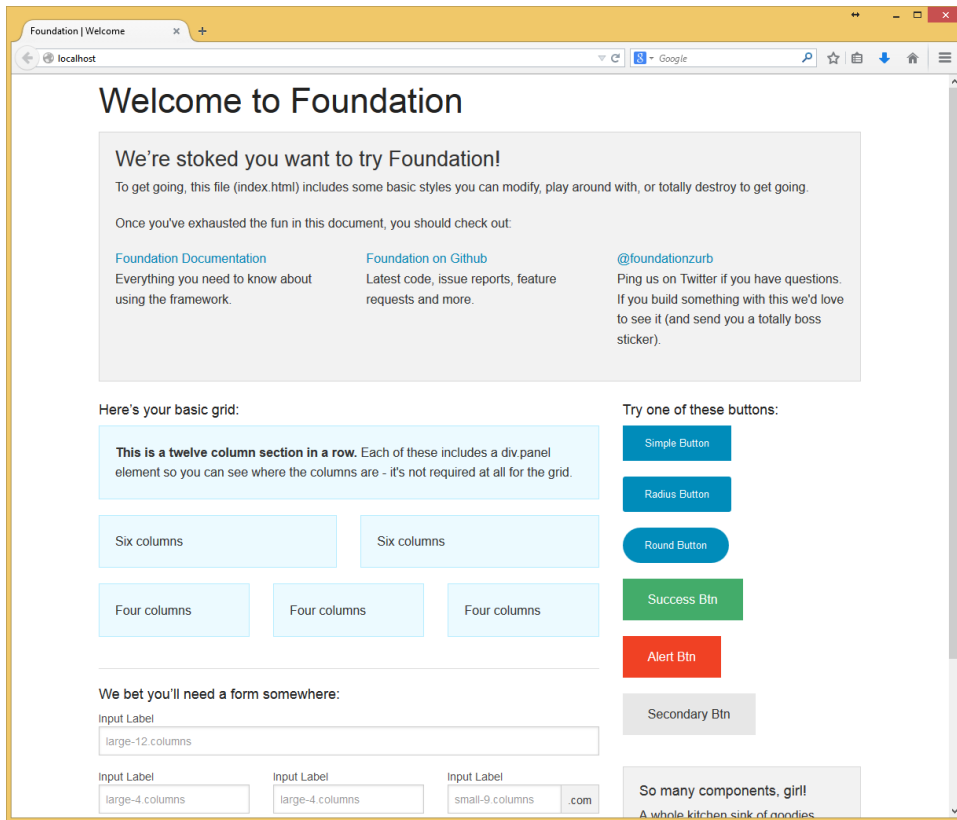 Foundation | Welcome
localhost
Google
Welcome to Foundation
We’re stoked you want to try Foundation!
To get going, this file (index.html) includes some basic styles you can modify, play around with, or totally destroy to get going.
Once you've exhausted the fun in this document, you should check out:
Foundation Documentation
Everything you need to know about
using the framework.
Foundation on Github
Latest code, issue reports, feature
requests and more.
@foundationzurb
Ping us on Twitter if you have questions.
If you build something with this we'd love
to see it (and send you a totally boss
sticker).
Here’s your basic grid:
This is a twelve column section in a row. Each of these includes a div.panel
element so you can see where the columns are - it's not required at all for the grid.
Six columns
Six columns
Four columns
Four columns
Four columns
We bet you’ll need a form somewhere:
Input Label
large-12.columns
Input Label
large-4.columns
Input Label
large-4.columns
Input Label
small-9.columns
.com
Try one of these buttons:
Simple Button
Radius Button
Round Button
Success Btn
Alert Btn
Secondary Btn
So many components, girl!
A whole kitchen sink of goodies